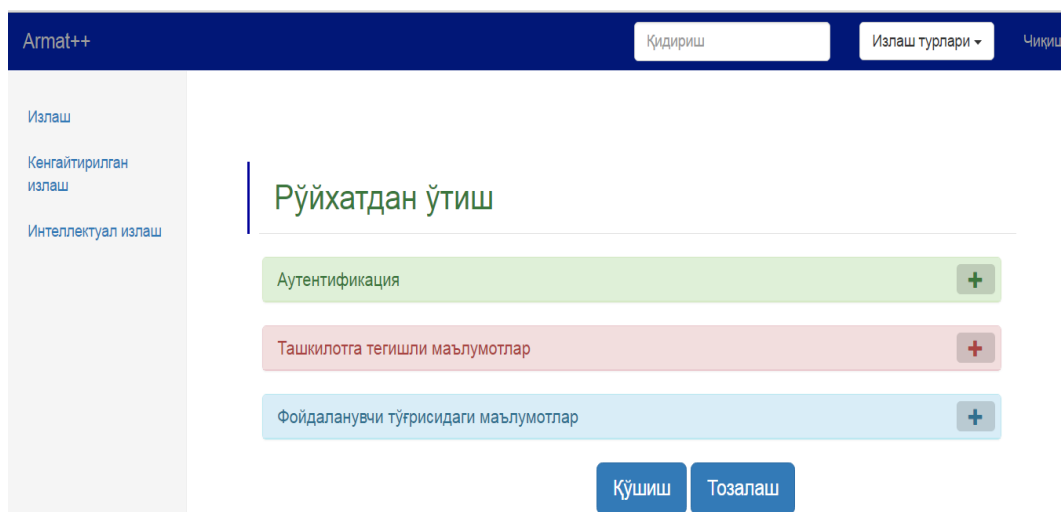 Armat++
Қидириш
Излаш турлари
Излаш
Кенгайтирилган
излаш
Интеллектуал излаш
Рўйхатдан ўтиш
Аутентификация
Ташкилотга тегишли маълумотлар
Фойдаланувчи тўғрисидаги маълумотлар
Қўшиш
Тозалаш